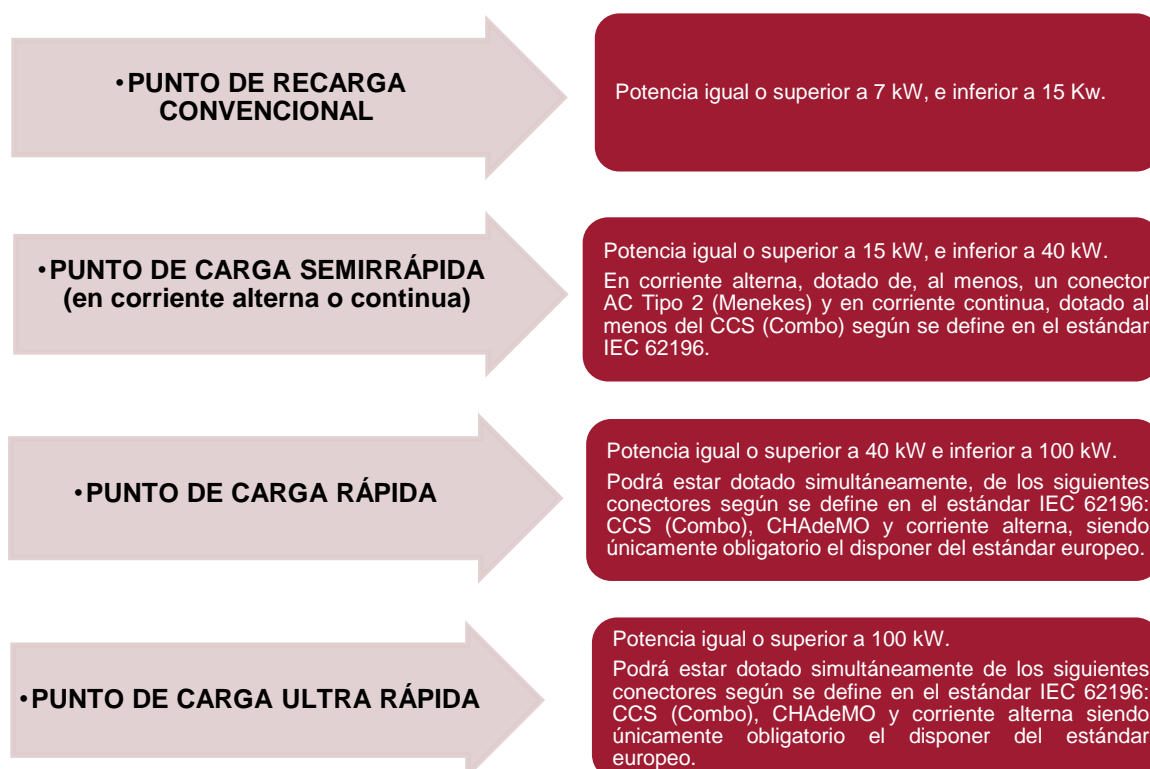 •PUNTO DE RECARGA
CONVENCIONAL
Potencia igual o superior a 7 kW, e inferior a 15 Kw.
•PUNTO DE CARGA SEMIRRÁPIDA
(en corriente alterna o continua)
Potencia igual o superior a 15 kW, e inferior a 40 kW.
En corriente alterna, dotado de, al menos, un conector
AC Tipo 2 (Menekes) y en corriente continua, dotado al
menos del CCS (Combo) según se define en el estándar
IEC 62196.
•PUNTO DE CARGA RÁPIDA
Potencia igual o superior a 40 kW e inferior a 100 kW.
Podrá estar dotado simultáneamente, de los siguientes
conectores según se define en el estándar IEC 62196:
CCS (Combo), CHAdeMO y corriente alterna, siendo
únicamente obligatorio el disponer del estándar europeo.
•PUNTO DE CARGA ULTRA RÁPIDA
Potencia igual o superior a 100 kW.
Podrá estar dotado simultáneamente de los siguientes
conectores según se define en el estándar IEC 62196:
CCS (Combo), CHAdeMO y corriente alterna siendo
únicamente obligatorio el disponer del estándar
europeo.